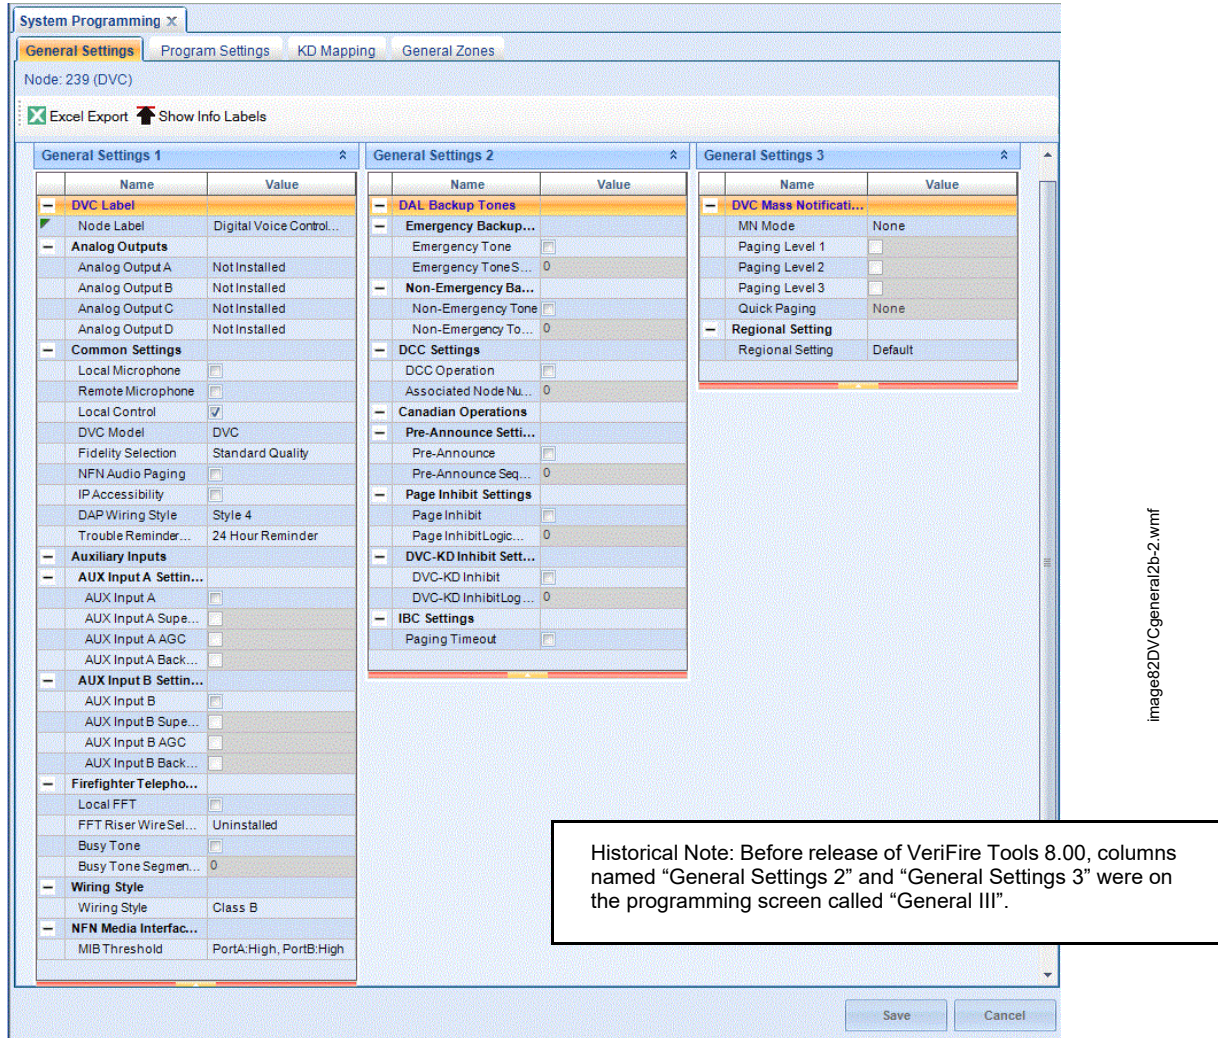 System Programming X
General Settings Program Settings KD Mapping General Zones
Node: 239 (DVC)
Excel Export Show Info Labels
General Settings 1
Name Value
DVC Label
Node Label Digital Voice Control...
Analog Outputs
Analog Output A Not Installed
Analog Output B Not Installed
Analog Output C Not Installed
Analog Output D Not Installed
Common Settings
Local Microphone
Remote Microphone
Local Control
DVC Model DVC
Fidelity Selection Standard Quality
NFN Audio Paging
IP Accessibility
DAP Wiring Style Style 4
Trouble Reminder... 24 Hour Reminder
Auxiliary Inputs
AUX Input A Settin...
AUX Input A
AUX Input A Supe...
AUX Input A AGC
AUX Input A Back...
AUX Input B Settin...
AUX Input B
AUX Input B Supe...
AUX Input B AGC
AUX Input B Back...
Firefighter Telepho...
Local FFT
FFT Riser Wire Sel... Uninstalled
Busy Tone
Busy Tone Segmen... 0
Wiring Style
Wiring Style Class B
NFN Media Interfac...
MIB Threshold PortA:High, PortB:High
General Settings 2
Name Value
DAL Backup Tones
Emergency Backup...
Emergency Tone
Emergency Tone S... 0
Non-Emergency Ba...
Non-Emergency Tone
Non-Emergency To... 0
DCC Settings
DCC Operation
Associated Node Nu... 0
Canadian Operations
Pre-Announce Setti...
Pre-Announce
Pre-Announce Seq... 0
Page Inhibit Settings
Page Inhibit
Page Inhibit Logic... 0
DVC-KD Inhibit Sett...
DVC-KD Inhibit
DVC-KD Inhibit Log... 0
IBC Settings
Paging Timeout
General Settings 3
Name Value
DVC Mass Notificati...
MN Mode None
Paging Level 1
Paging Level 2
Paging Level 3
Quick Paging None
Regional Setting
Regional Setting Default
Historical Note: Before release of VeriFire Tools 8.00, columns
named “General Settings 2” and “General Settings 3” were on
the programming screen called “General III”.
image82DVCgeneral2b-2.wmf
Save Cancel